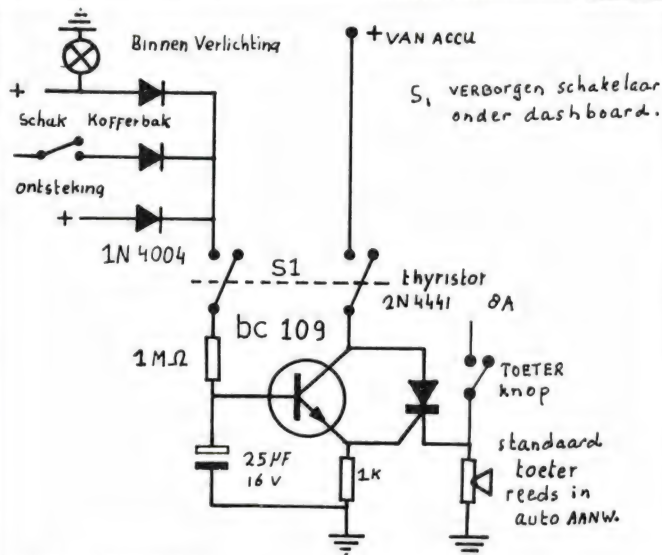 Binnen Verlichting
+ VAN ACCU
S, VERBORGEN schakelaar
onder dashboard.
+
Schak Kofferbak
ontsteking
+
1N 4004
S1
thyristor
2N4441
8A
bc 109
1MΩ
TOETER
knop
25µF
16 V
1K
standaard
toeter
reeds in
auto AANW.